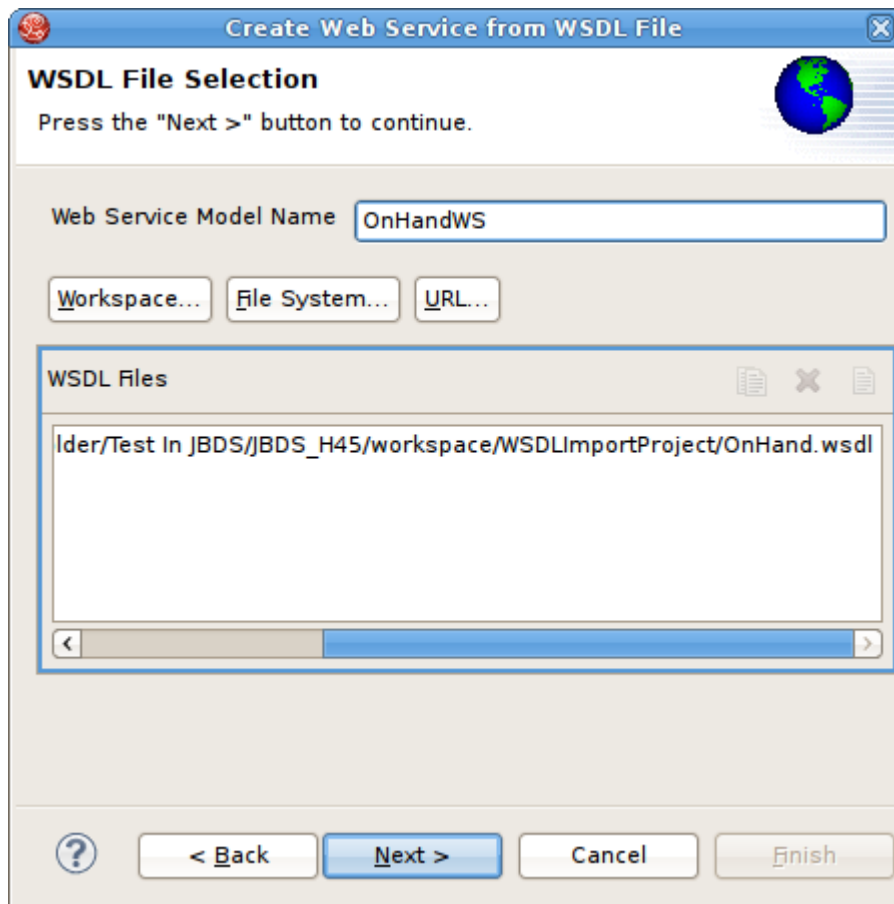 Create Web Service from WSDL File
WSDL File Selection
Press the "Next >" button to continue.
Web Service Model Name OnHandWS
Workspace... File System... URL...
WSDL Files
lder/Test In JBDS/JBDS_H45/workspace/WSDLImportProject/OnHand.wsdl
? < Back Next > Cancel Finish